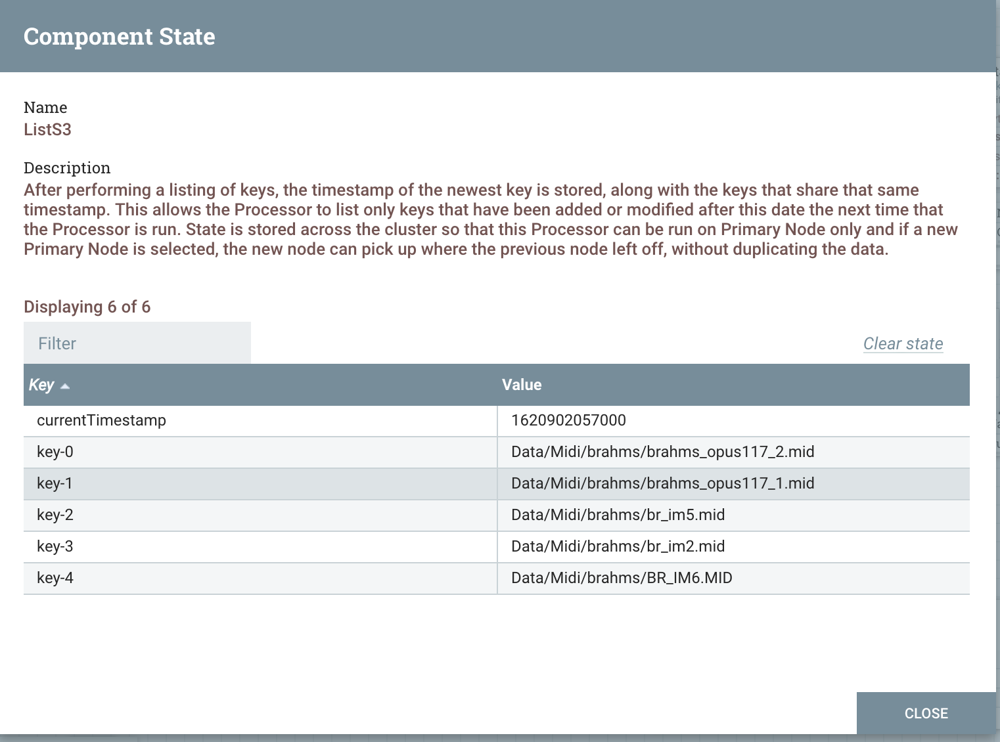 Component State
Name
ListS3
Description
After performing a listing of keys, the timestamp of the newest key is stored, along with the keys that share that same
timestamp. This allows the Processor to list only keys that have been added or modified after this date the next time that
the Processor is run. State is stored across the cluster so that this Processor can be run on Primary Node only and if a new
Primary Node is selected, the new node can pick up where the previous node left off, without duplicating the data.
Displaying 6 of 6
Filter
Clear state
Key Value
currentTimestamp 1620902057000
key-0 Data/Midi/brahms/brahms_opus117_2.mid
key-1 Data/Midi/brahms/brahms_opus117_1.mid
key-2 Data/Midi/brahms/br_im5.mid
key-3 Data/Midi/brahms/br_im2.mid
key-4 Data/Midi/brahms/BR_IM6.MID
CLOSE